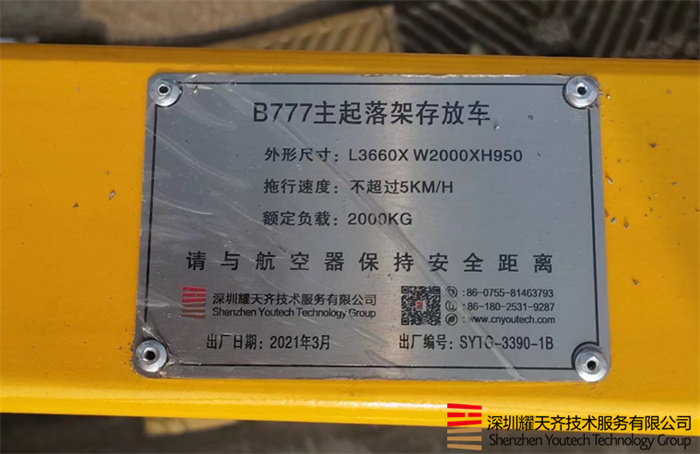 B777主起落架存放车
外形尺寸：L3660X W2000XH950
拖行速度：不超过5KM/H
额定负载：2000KG
请与航空器保持安全距离
深圳耀天齐技术服务有限公司
Shenzhen Youtech Technology Group
:86-0755-81463793
:86-180-2531-9287
:www.cnyoutech.com
出厂日期：2021年3月
出厂编号：SYTG-3390-1B
深圳耀天齐技术服务有限公司
Shenzhen Youtech Technology Group